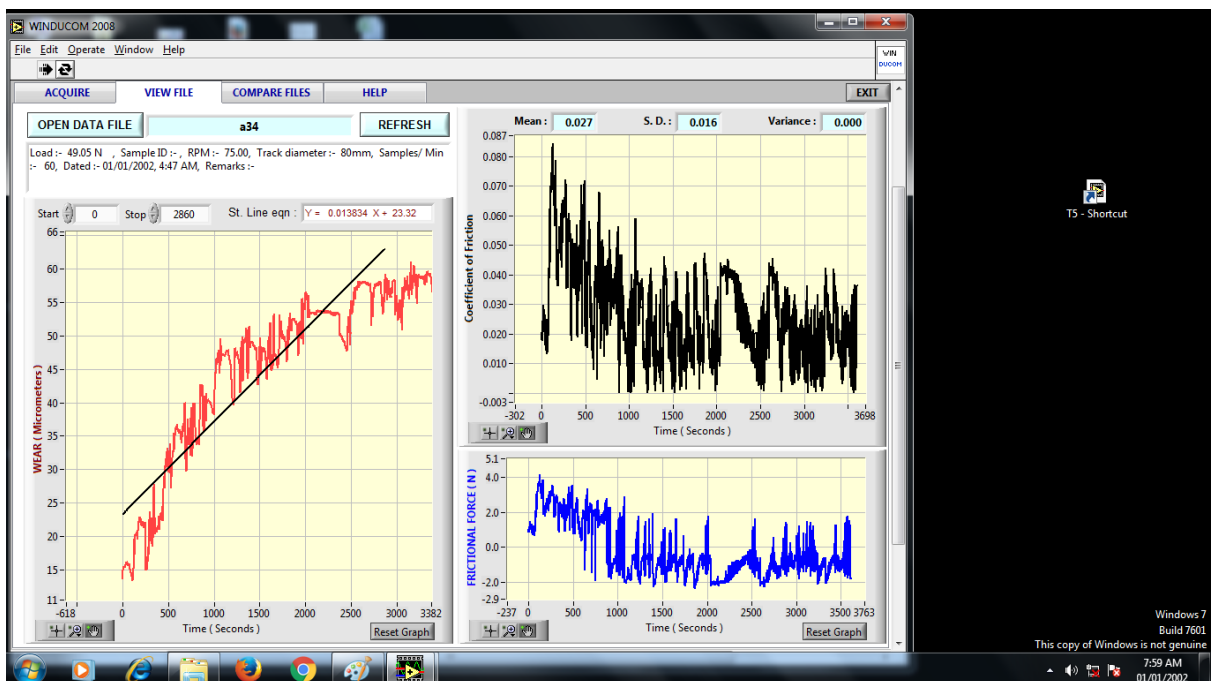 WINDUCOM 2008
File Edit Operate Window Help
WIN
DUCOM
ACQUIRE VIEW FILE COMPARE FILES HELP EXIT
OPEN DATA FILE a34 REFRESH
Load :- 49.05 N , Sample ID :- , RPM :- 75.00, Track diameter :- 80mm, Samples/ Min
:- 60, Dated :- 01/01/2002, 4:47 AM, Remarks :-
Start 0 Stop 2860 St. Line eqn : Y = 0.013834 X + 23.32
66
60
55
50
45
40
35
30
25
20
15
11
WEAR ( Micrometers )
-618 0 500 1000 1500 2000 2500 3000 3382
Time ( Seconds )
Reset Graph
Mean : 0.027 S. D. : 0.016 Variance : 0.000
0.087
0.080
0.070
0.060
0.050
0.040
0.030
0.020
0.010
-0.003
Coefficient of Friction
-302 0 500 1000 1500 2000 2500 3000 3698
Time ( Seconds )
5.1
4.0
2.0
0.0
-2.0
-2.9
FRICTIONAL FORCE ( N )
-237 0 500 1000 1500 2000 2500 3000 3500 3763
Time ( Seconds )
Reset Graph
T5 - Shortcut
Windows 7
Build 7601
This copy of Windows is not genuine
7:59 AM
01/01/2002